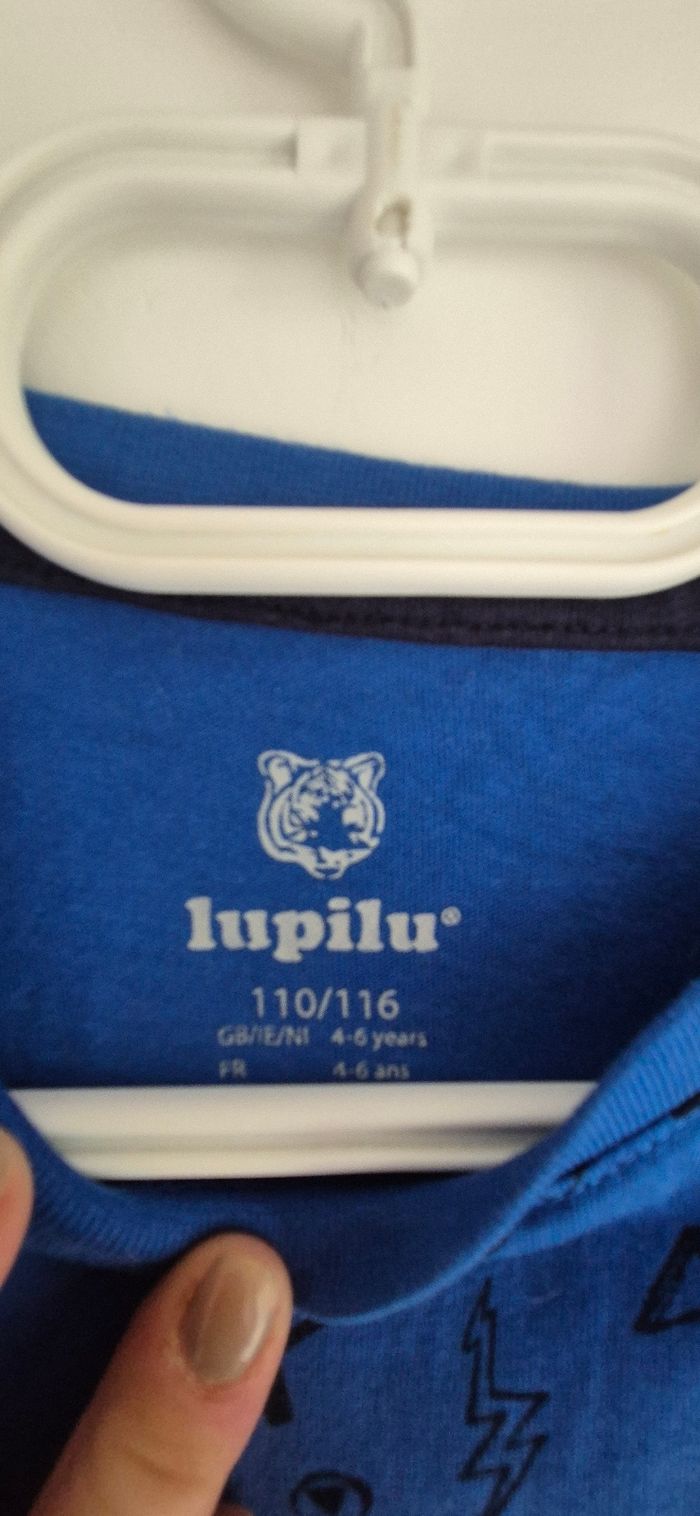 lupilu®
110/116
GB/IE/NI 4-6 years
FR 4-6 ans